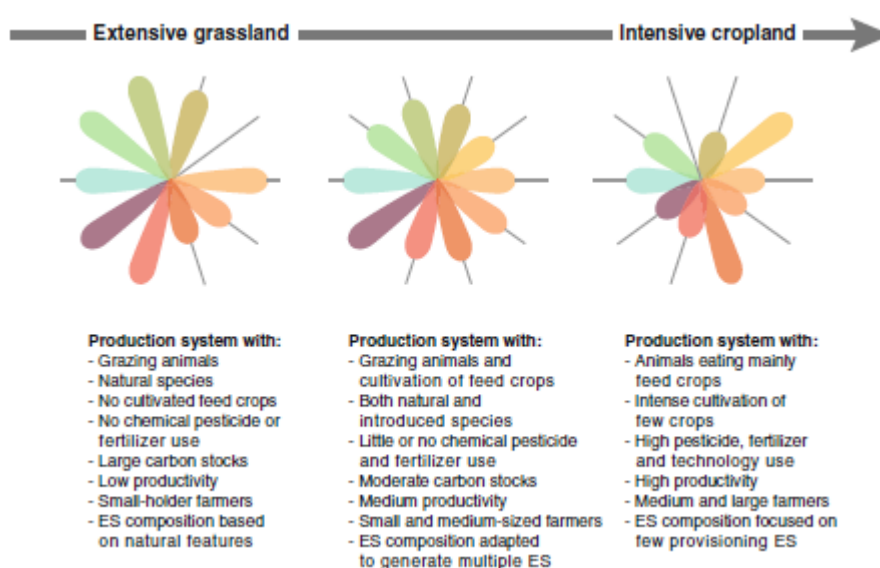 Extensive grassland
Intensive cropland
Production system with:
- Grazing animals
- Natural species
- No cultivated feed crops
- No chemical pesticide or
fertilizer use
- Large carbon stocks
- Low productivity
- Small-holder farmers
- ES composition based
on natural features
Production system with:
- Grazing animals and
cultivation of feed crops
- Both natural and
introduced species
- Little or no chemical pesticide
and fertilizer use
- Moderate carbon stocks
- Medium productivity
- Small and medium-sized farmers
- ES composition adapted
to generate multiple ES
Production system with:
- Animals eating mainly
feed crops
- Intense cultivation of
few crops
- High pesticide, fertilizer
and technology use
- High productivity
- Medium and large farmers
- ES composition focused on
few provisioning ES